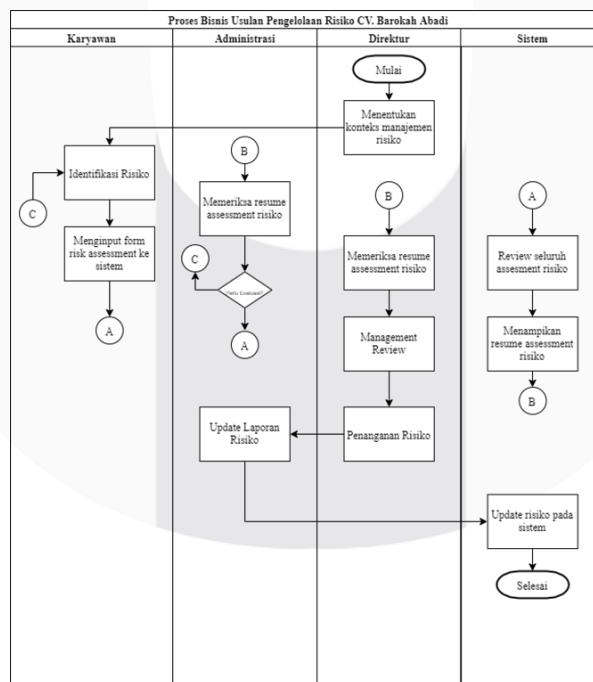 Proses Bisnis Usulan Pengelolaan Risiko CV. Barokah Abadi
Karyawan
Administrasi
Direktur
Sistem
Mulai
Menentukan
konteks manajemen
risiko
Identifikasi Risiko
C
Menginput form
risk assessment ke
sistem
A
B
Memeriksa resume
assessment risiko
C
A
B
Memeriksa resume
assessment risiko
Management
Review
Penanganan Risiko
Update Laporan
Risiko
A
Review seluruh
assesment risiko
Menampikan
resume assessment
risiko
B
Update risiko pada
sistem
Selesai